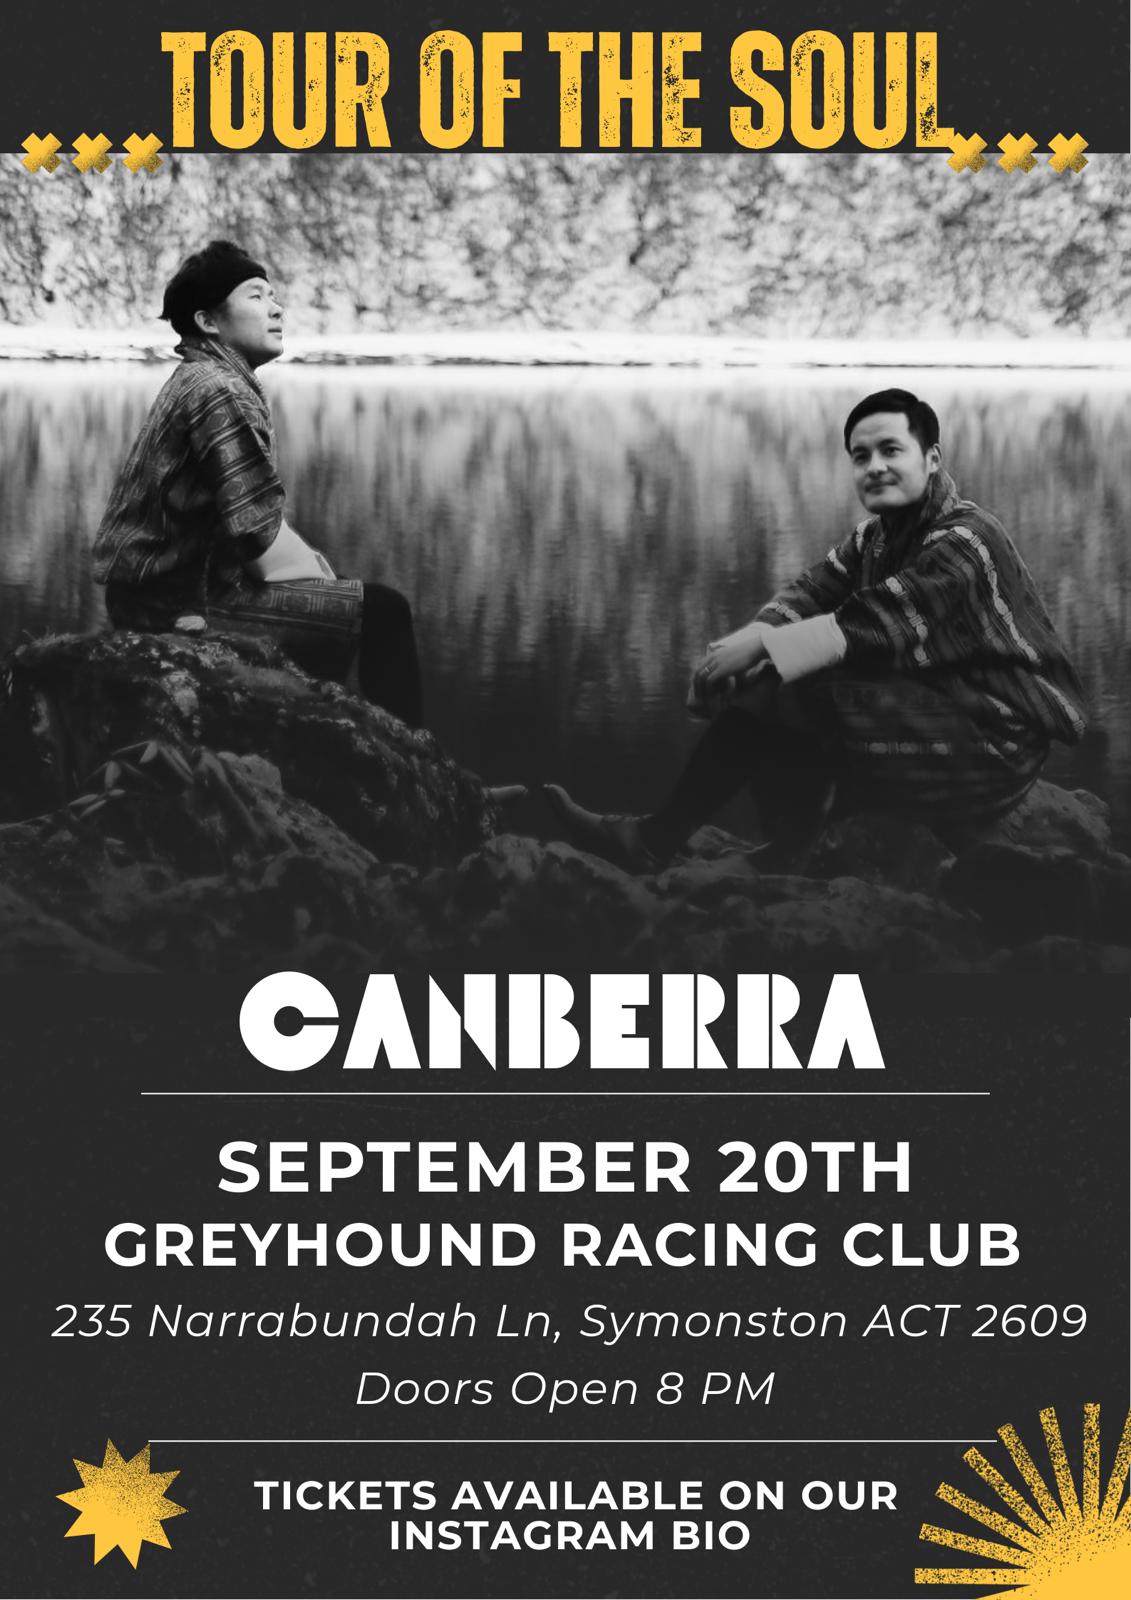 TOUR OF THE SOUL
CANBERRA
SEPTEMBER 20TH
GREYHOUND RACING CLUB
235 Narrabundah Ln, Symonston ACT 2609
Doors Open 8 PM
TICKETS AVAILABLE ON OUR
INSTAGRAM BIO